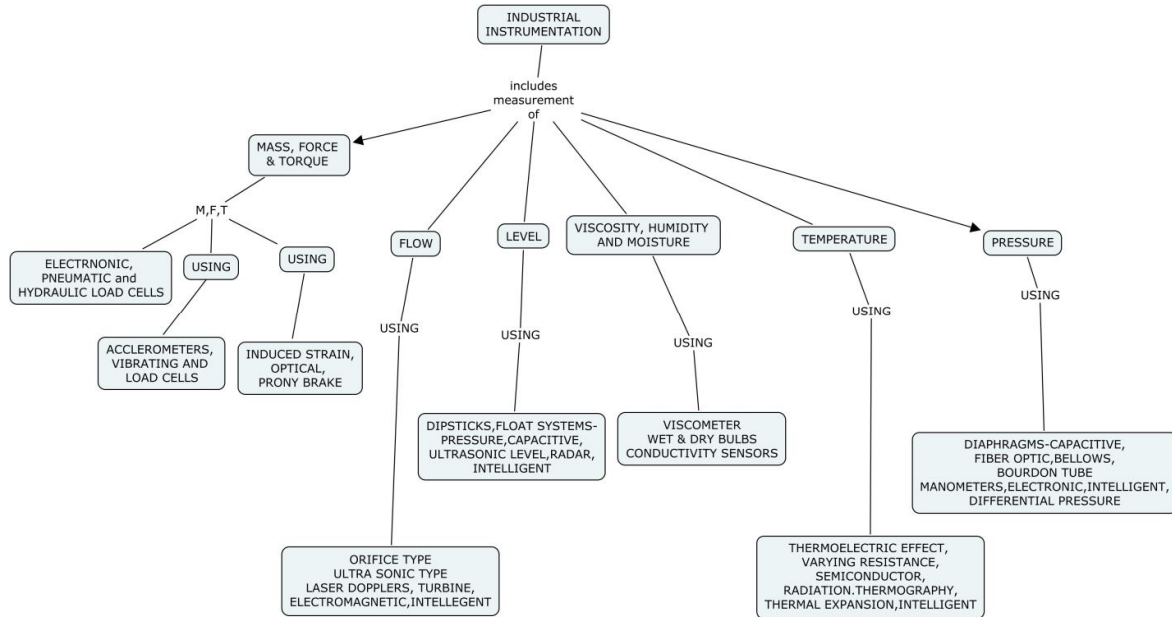 INDUSTRIAL
INSTRUMENTATION
includes
measurement
of
MASS, FORCE
& TORQUE
M,F,T
ELECTRNONIC,
PNEUMATIC and
HYDRAULIC LOAD CELLS
USING
ACCLEROMETERS,
VIBRATING AND
LOAD CELLS
USING
INDUCED STRAIN,
OPTICAL,
PRONY BRAKE
FLOW
USING
ORIFICE TYPE
ULTRA SONIC TYPE
LASER DOPPLERS, TURBINE,
ELECTROMAGNETIC,INTELLEGENT
LEVEL
USING
DIPSTICKS,FLOAT SYSTEMS-
PRESSURE,CAPACITIVE,
ULTRASONIC LEVEL,RADAR,
INTELLIGENT
VISCOSITY, HUMIDITY
AND MOISTURE
USING
VISCOMETER
WET & DRY BULBS
CONDUCTIVITY SENSORS
TEMPERATURE
USING
THERMOELECTRIC EFFECT,
VARYING RESISTANCE,
SEMICONDUCTOR,
RADIATION.THERMOGRAPHY,
THERMAL EXPANSION,INTELLIGENT
PRESSURE
USING
DIAPHRAGMS-CAPACITIVE,
FIBER OPTIC,BELLOWS,
BOURDON TUBE
MANOMETERS,ELECTRONIC,INTELLIGENT,
DIFFERENTIAL PRESSURE